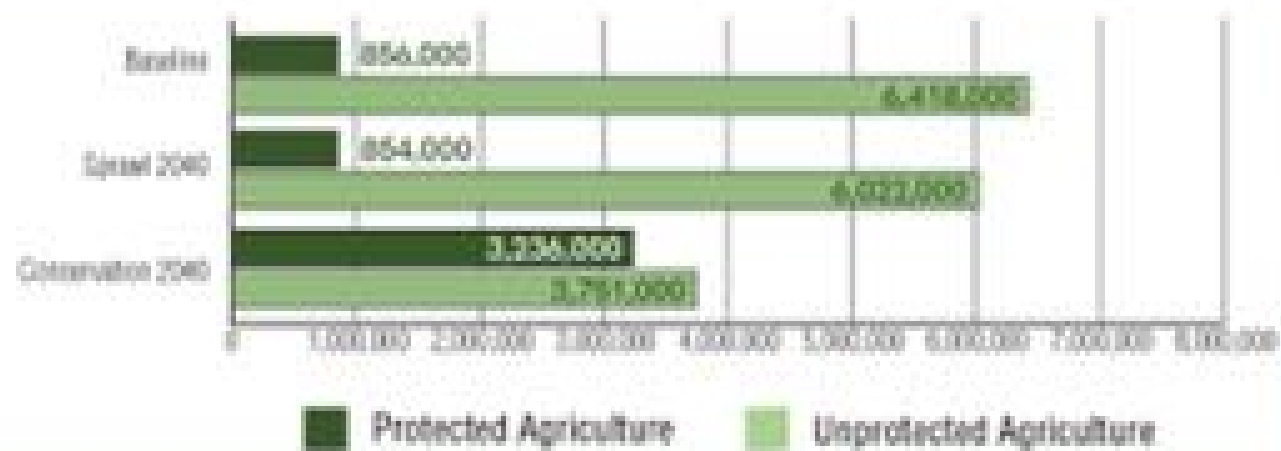 Baseline
856,000
6,418,000
Sprawl 2040
854,000
6,022,000
Conservation 2040
3,236,000
3,751,000
0 1,000,000 2,000,000 3,000,000 4,000,000 5,000,000 6,000,000 7,000,000 8,000,000
Protected Agriculture Unprotected Agriculture